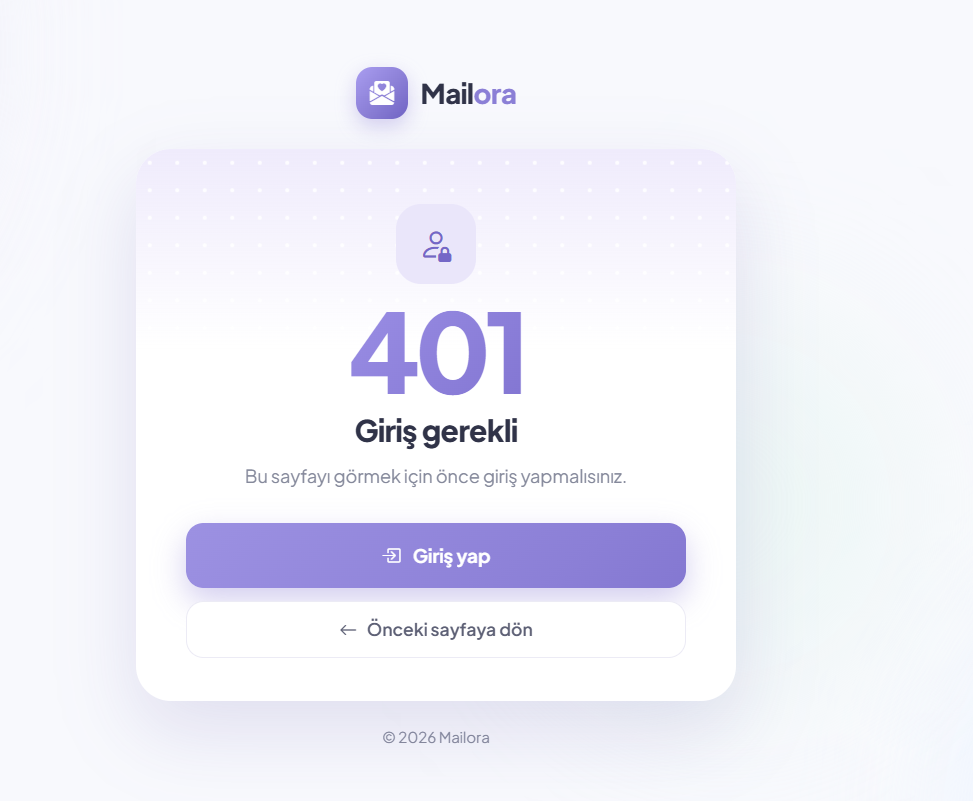 Mailora
401
Giriş gerekli
Bu sayfayı görmek için önce giriş yapmalısınız.
Giriş yap
Önceki sayfaya dön
© 2026 Mailora